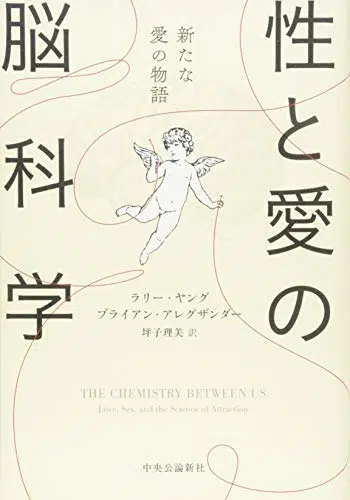 性と愛の
脳科学
新たな
愛の物語
ラリー・ヤング
ブライアン・アレグザンダー
坪子理美 訳
THE CHEMISTRY BETWEEN US
Love, Sex, and the Science of Attraction
中央公論新社